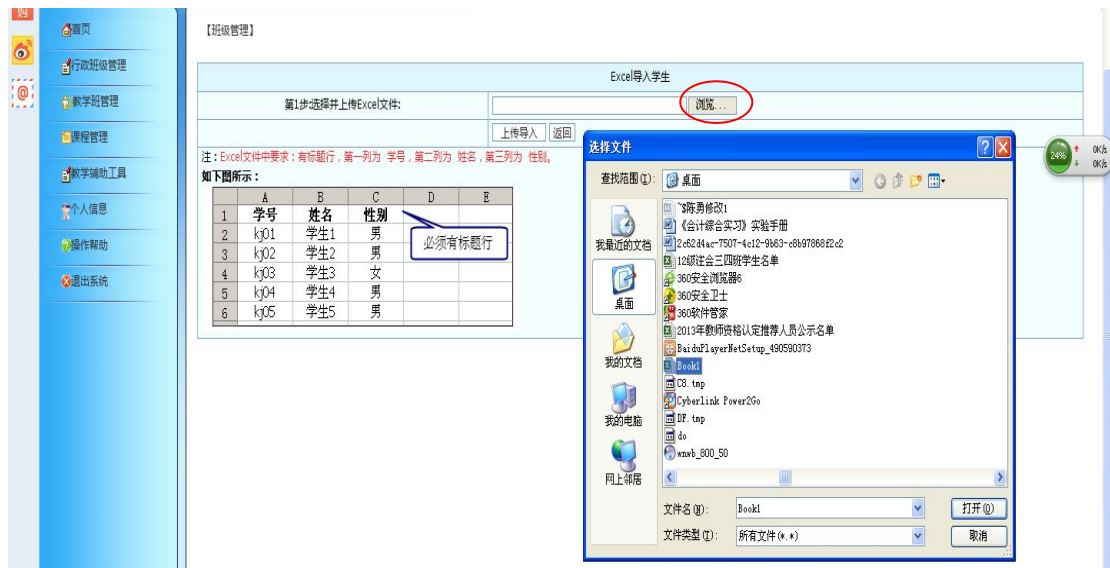 购
首页
行政班级管理
教学班管理
课程管理
教学辅助工具
个人信息
操作帮助
退出系统
【班级管理】
Excel导入学生
第1步:选择并上传Excel文件:
浏览...
上传导入 返回
注：Excel文件中要求：有标题行，第一列为 学号，第二列为 姓名，第三列为 性别。
如下图所示：
A B C D E
1 学号 姓名 性别
2 kj01 学生1 男
3 kj02 学生2 男
4 kj03 学生3 女
5 kj04 学生4 男
6 kj05 学生5 男
必须有标题行
选择文件
查找范围(I): 桌面
我最近的文档
桌面
我的文档
我的电脑
网上邻居
~$陈勇修改1
《会计综合实习》实验手册
2c62d4ac-7507-4c12-9b63-c8b97868f2c2
12级注会三四班学生名单
360安全浏览器6
360安全卫士
360软件管家
2013年教师资格认定推荐人员公示名单
BaiduPlayerNetSetup_490590373
Book1
C8.tmp
Cyberlink Power2Go
DF.tmp
do
wnwb_800_50
文件名(N): Book1 打开(O)
文件类型(T): 所有文件(*.*) 取消
24%
0K/s
0K/s